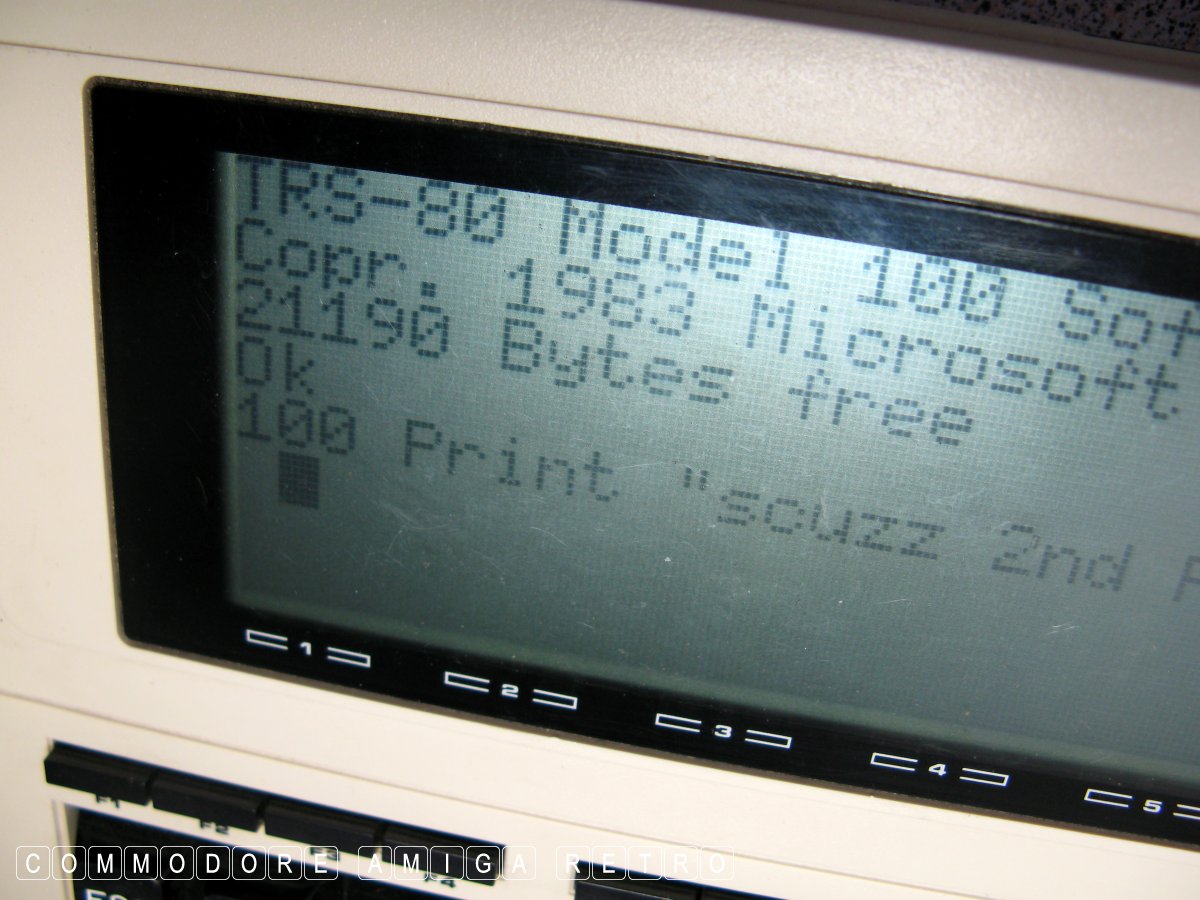 TRS-80 Model 100 Sof
Copr. 1983 Microsoft
21190 Bytes free
Ok
100 Print "scuzz 2nd
1 2 3 4 5
F1 F2 F4
COMMODORE AMIGA RETRO